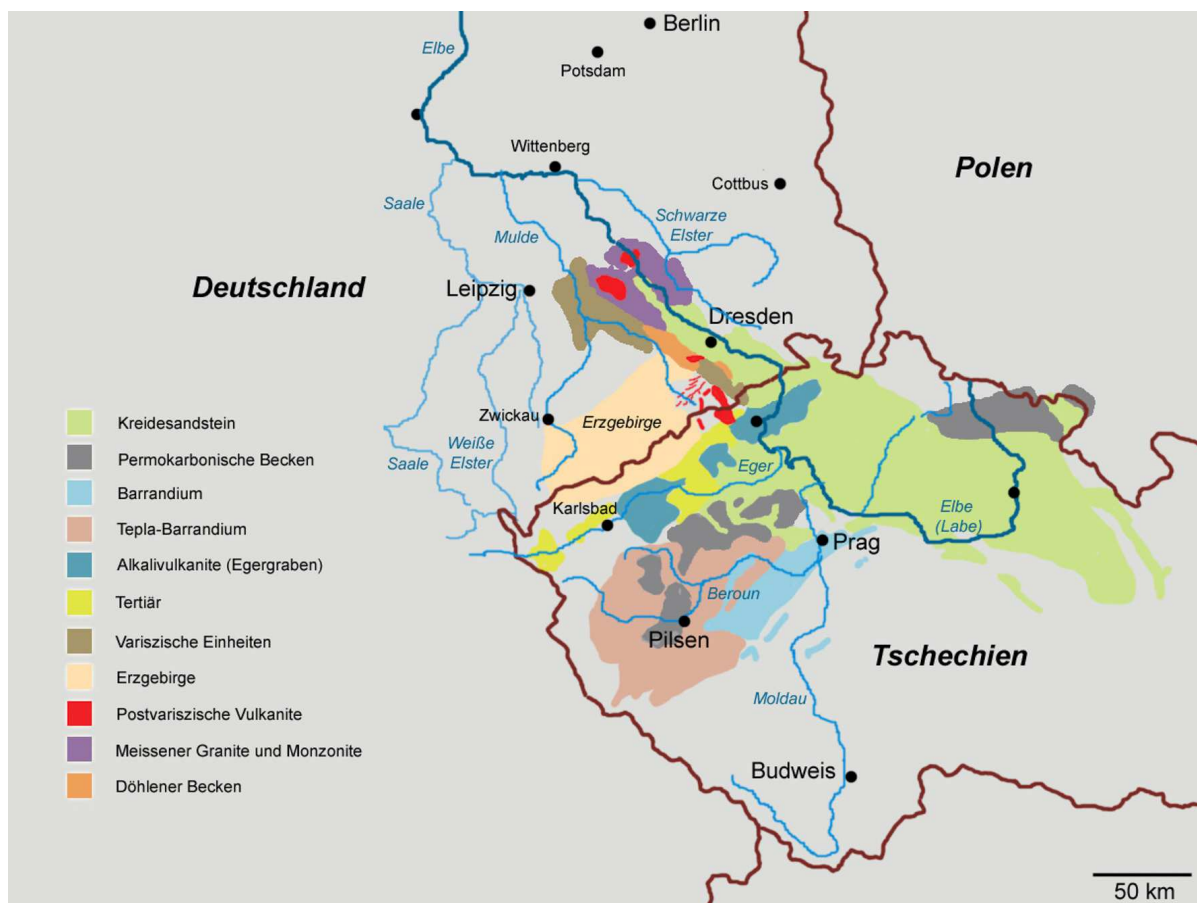 Berlin
Elbe
Potsdam
Wittenberg
Polen
Cottbus
Saale
Schwarze
Elster
Mulde
Deutschland
Leipzig
Dresden
Zwickau
Erzgebirge
Weiße
Elster
Saale
Eger
Karlsbad
Elbe
(Labe)
Prag
Beroun
Pilsen
Tschechien
Moldau
Budweis
Kreidesandstein
Permokarbonische Becken
Barrandium
Tepla-Barrandium
Alkalivulkanite (Egergraben)
Tertiär
Variszische Einheiten
Erzgebirge
Postvariszische Vulkanite
Meissener Granite und Monzonite
Döhlener Becken
50 km